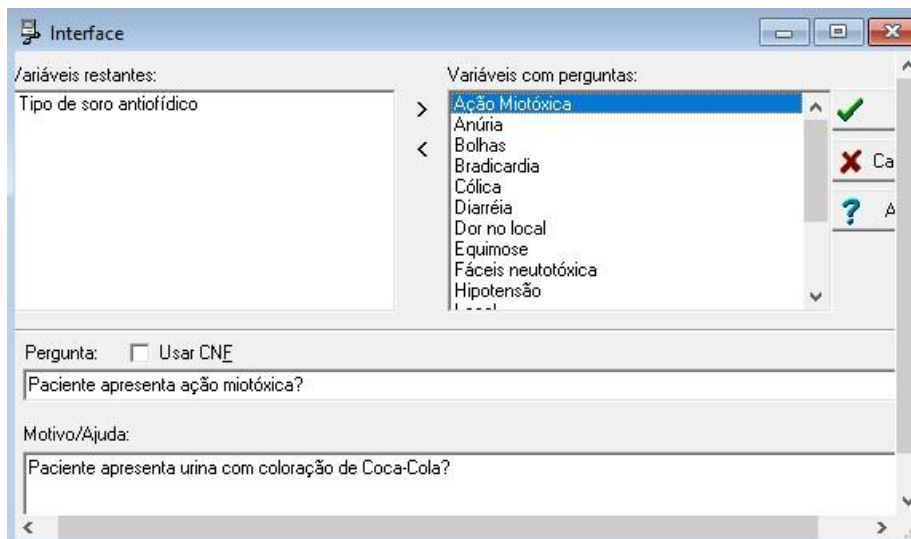 Interface
Variáveis restantes:
Variáveis com perguntas:
Tipo de soro antiofídico
>
<
Ação Miotóxica
Anúria
Bolhas
Bradicardia
Cólica
Diarréia
Dor no local
Equimose
Fáceis neutotóxica
Hipotensão
Ca
A
Pergunta: Usar CNF
Paciente apresenta ação miotóxica?
Motivo/Ajuda:
Paciente apresenta urina com coloração de Coca-Cola?